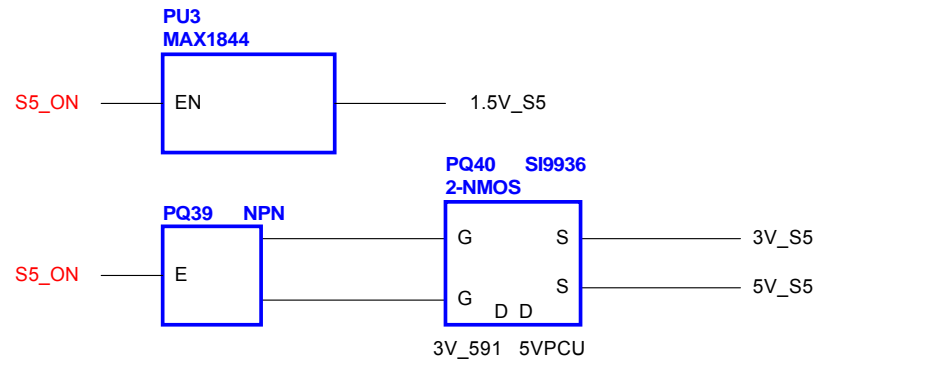 PU3
MAX1844
S5_ON
EN
1.5V_S5
PQ40 SI9936
2-NMOS
PQ39 NPN
G S 3V_S5
S5_ON
E
G S 5V_S5
D D
3V_591 5VPCU